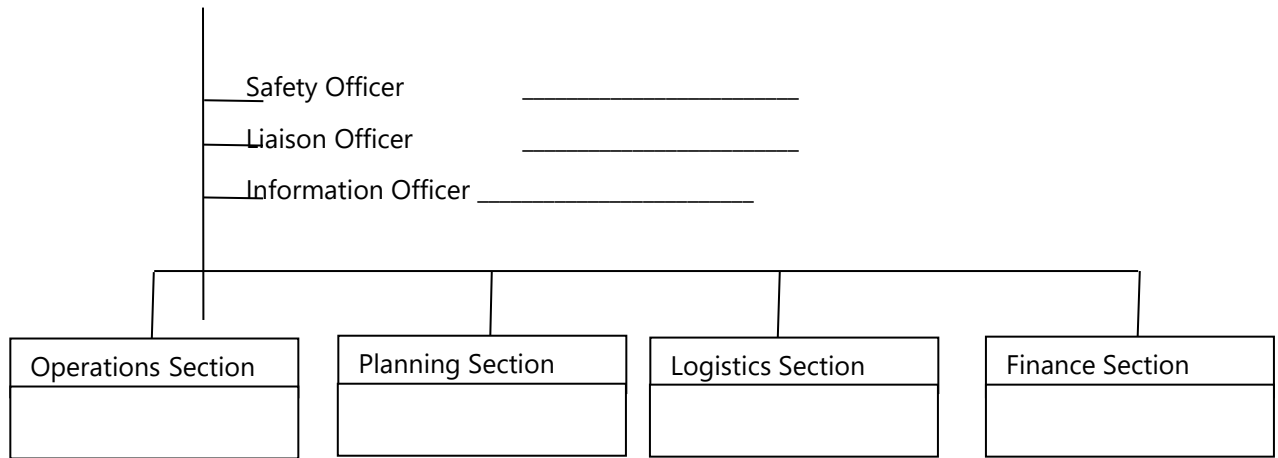 Safety Officer ________________________
Liaison Officer ________________________
Information Officer ________________________
Operations Section
Planning Section
Logistics Section
Finance Section